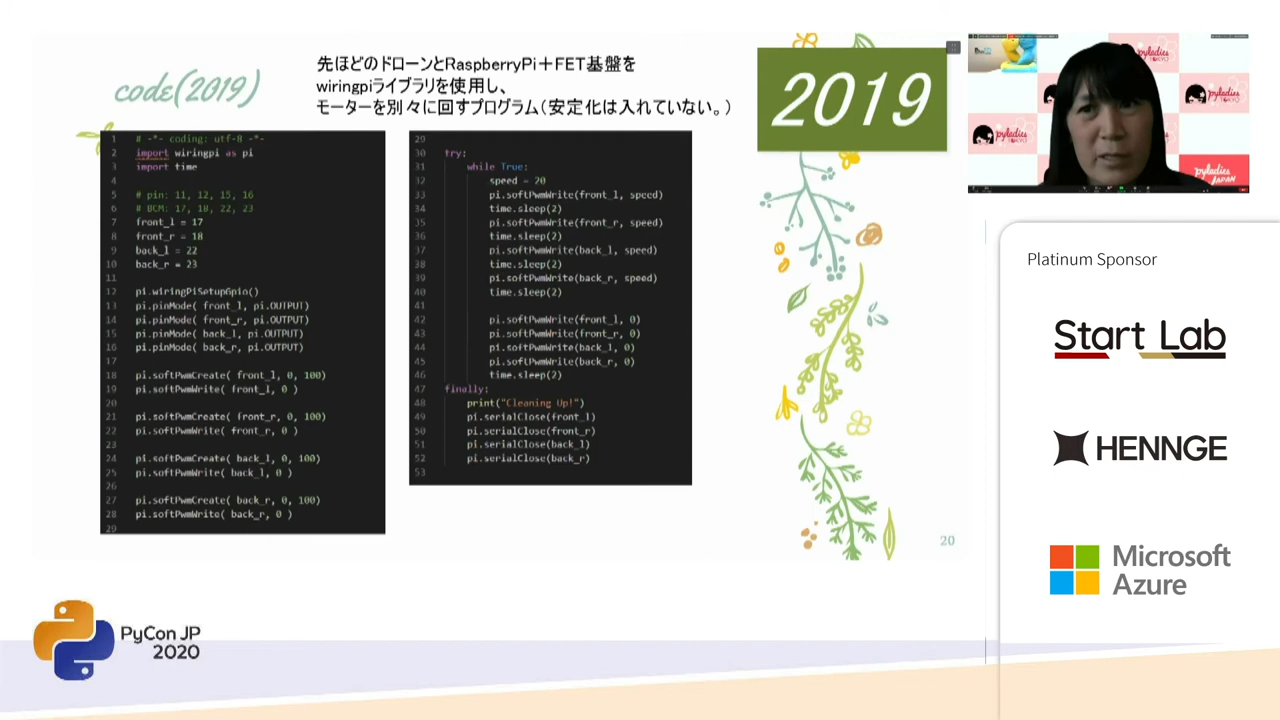 code(2019)
先ほどのドローンとRaspberryPi+FET基盤を
wiringpiライブラリを使用し、
モーターを別々に回すプログラム(安定化は入れていない。)
2019
1 # -*- coding: utf-8 -*-
2 import wiringpi as pi
3 import time
4
5 # pin: 11, 12, 15, 16
6 # BCM: 17, 18, 22, 23
7 front_l = 17
8 front_r = 18
9 back_l = 22
10 back_r = 23
11
12 pi.wiringPiSetupGpio()
13 pi.pinMode( front_l, pi.OUTPUT)
14 pi.pinMode( front_r, pi.OUTPUT)
15 pi.pinMode( back_l, pi.OUTPUT)
16 pi.pinMode( back_r, pi.OUTPUT)
17
18 pi.softPwmCreate( front_l, 0, 100)
19 pi.softPwmWrite( front_l, 0 )
20
21 pi.softPwmCreate( front_r, 0, 100)
22 pi.softPwmWrite( front_r, 0 )
23
24 pi.softPwmCreate( back_l, 0, 100)
25 pi.softPwmWrite( back_l, 0 )
26
27 pi.softPwmCreate( back_r, 0, 100)
28 pi.softPwmWrite( back_r, 0 )
29
29
30 try:
31 while True:
32 speed = 20
33 pi.softPwmWrite(front_l, speed)
34 time.sleep(2)
35 pi.softPwmWrite(front_r, speed)
36 time.sleep(2)
37 pi.softPwmWrite(back_l, speed)
38 time.sleep(2)
39 pi.softPwmWrite(back_r, speed)
40 time.sleep(2)
41
42 pi.softPwmWrite(front_l, 0)
43 pi.softPwmWrite(front_r, 0)
44 pi.softPwmWrite(back_l, 0)
45 pi.softPwmWrite(back_r, 0)
46 time.sleep(2)
47 finally:
48 print("Cleaning Up!")
49 pi.serialClose(front_l)
50 pi.serialClose(front_r)
51 pi.serialClose(back_l)
52 pi.serialClose(back_r)
53
20
pyladies
TOKYO
pyladies
TOKYO
pyladies
TOKYO
pyladies
JAPAN
Platinum Sponsor
Start Lab
HENNGE
Microsoft
Azure
PyCon JP
2020